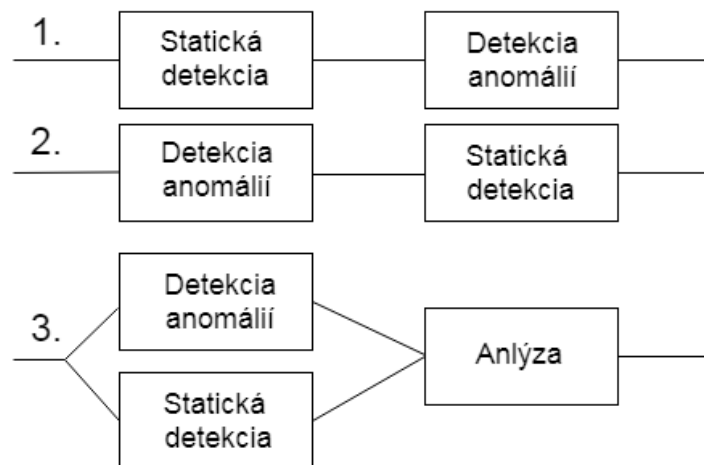 1.
Statická
detekcia
Detekcia
anomálií
2.
Detekcia
anomálií
Statická
detekcia
3.
Detekcia
anomálií
Statická
detekcia
Anlýza